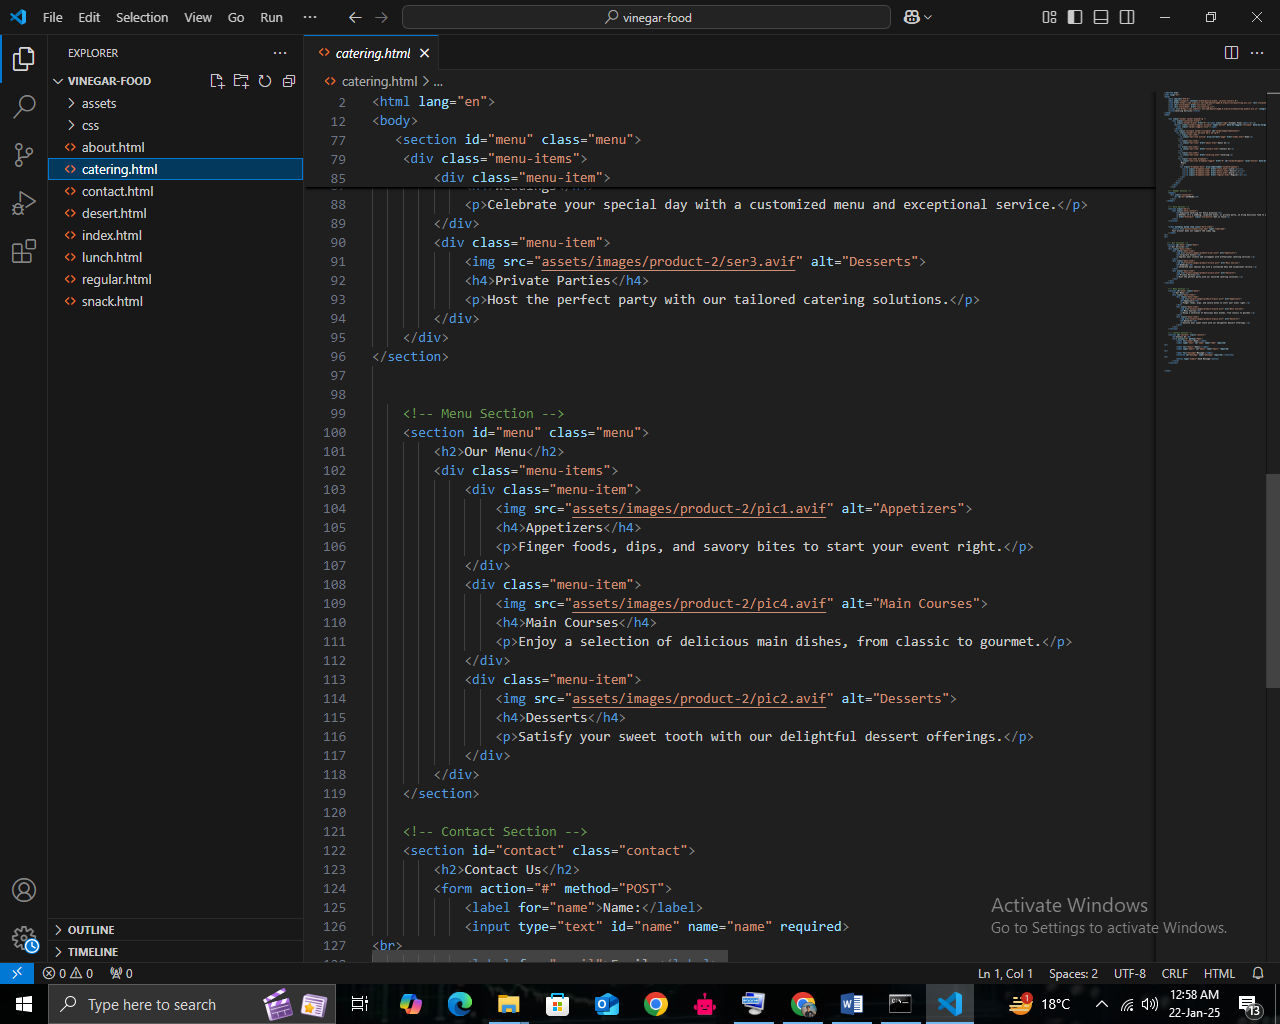 File Edit Selection View Go Run ··· vinegar-food
EXPLORER ···
VINEGAR-FOOD
assets
css
about.html
catering.html
contact.html
desert.html
index.html
lunch.html
regular.html
snack.html
OUTLINE
TIMELINE
catering.html
catering.html > ...
2 <html lang="en">
12 <body>
77 <section id="menu" class="menu">
79 <div class="menu-items">
85 <div class="menu-item">
88 <p>Celebrate your special day with a customized menu and exceptional service.</p>
89 </div>
90 <div class="menu-item">
91 <img src="assets/images/product-2/ser3.avif" alt="Desserts">
92 <h4>Private Parties</h4>
93 <p>Host the perfect party with our tailored catering solutions.</p>
94 </div>
95 </div>
96 </section>
97
98
99 <!-- Menu Section -->
100 <section id="menu" class="menu">
101 <h2>Our Menu</h2>
102 <div class="menu-items">
103 <div class="menu-item">
104 <img src="assets/images/product-2/pic1.avif" alt="Appetizers">
105 <h4>Appetizers</h4>
106 <p>Finger foods, dips, and savory bites to start your event right.</p>
107 </div>
108 <div class="menu-item">
109 <img src="assets/images/product-2/pic4.avif" alt="Main Courses">
110 <h4>Main Courses</h4>
111 <p>Enjoy a selection of delicious main dishes, from classic to gourmet.</p>
112 </div>
113 <div class="menu-item">
114 <img src="assets/images/product-2/pic2.avif" alt="Desserts">
115 <h4>Desserts</h4>
116 <p>Satisfy your sweet tooth with our delightful dessert offerings.</p>
117 </div>
118 </div>
119 </section>
120
121 <!-- Contact Section -->
122 <section id="contact" class="contact">
123 <h2>Contact Us</h2>
124 <form action="#" method="POST">
125 <label for="name">Name:</label>
126 <input type="text" id="name" name="name" required>
127 <br>
Activate Windows
Go to Settings to activate Windows.
0 0 0 Ln 1, Col 1 Spaces: 2 UTF-8 CRLF HTML
Type here to search 1 18°C 12:58 AM 13
22-Jan-25